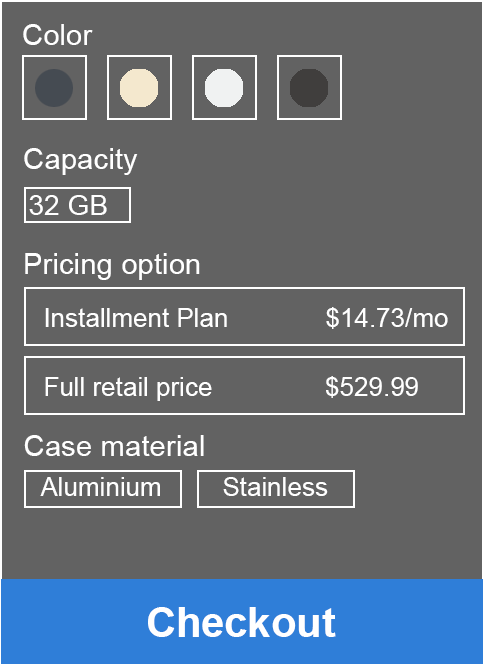 Color
Capacity
32 GB
Pricing option
Installment Plan $14.73/mo
Full retail price $529.99
Case material
Aluminium Stainless
Checkout